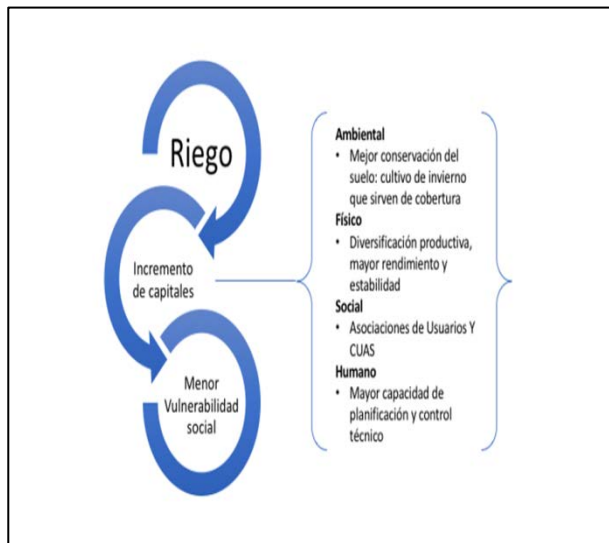 Riego
Incremento
de capitales
Menor
Vulnerabilidad
social
Ambiental
• Mejor conservación del
suelo: cultivo de invierno
que sirven de cobertura
Físico
• Diversificación productiva,
mayor rendimiento y
estabilidad
Social
• Asociaciones de Usuarios Y
CUAS
Humano
• Mayor capacidad de
planificación y control
técnico